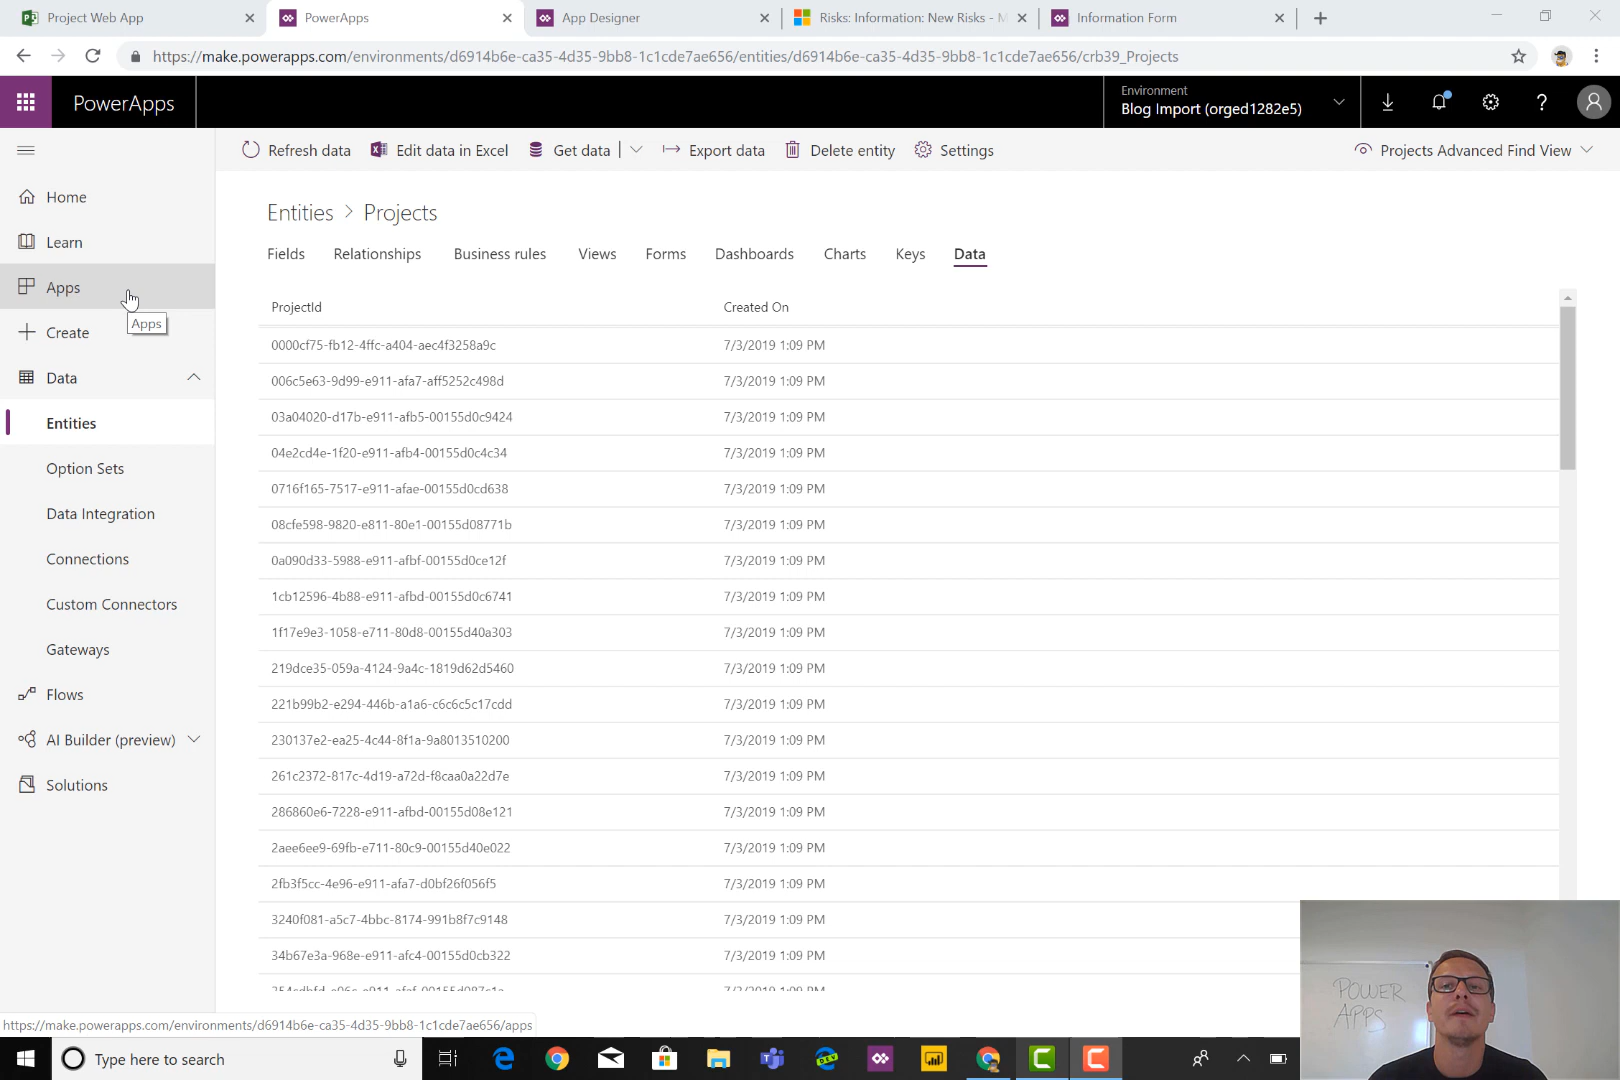 Project Web App
PowerApps
App Designer
Risks: Information: New Risks - M
Information Form
https://make.powerapps.com/environments/d6914b6e-ca35-4d35-9bb8-1c1cde7ae656/entities/d6914b6e-ca35-4d35-9bb8-1c1cde7ae656/crb39_Projects
PowerApps
Environment
Blog Import (orged1282e5)
Refresh data
Edit data in Excel
Get data
Export data
Delete entity
Settings
Projects Advanced Find View
Home
Learn
Apps
Apps
Create
Data
Entities
Option Sets
Data Integration
Connections
Custom Connectors
Gateways
Flows
AI Builder (preview)
Solutions
Entities > Projects
Fields Relationships Business rules Views Forms Dashboards Charts Keys Data
ProjectId Created On
0000cf75-fb12-4ffc-a404-aec4f3258a9c 7/3/2019 1:09 PM
006c5e63-9d99-e911-afa7-aff5252c498d 7/3/2019 1:09 PM
03a04020-d17b-e911-afb5-00155d0c9424 7/3/2019 1:09 PM
04e2cd4e-1f20-e911-afb4-00155d0c4c34 7/3/2019 1:09 PM
0716f165-7517-e911-afae-00155d0cd638 7/3/2019 1:09 PM
08cfe598-9820-e811-80e1-00155d08771b 7/3/2019 1:09 PM
0a090d33-5988-e911-afbf-00155d0ce12f 7/3/2019 1:09 PM
1cb12596-4b88-e911-afbd-00155d0c6741 7/3/2019 1:09 PM
1f17e9e3-1058-e711-80d8-00155d40a303 7/3/2019 1:09 PM
219dce35-059a-4124-9a4c-1819d62d5460 7/3/2019 1:09 PM
221b99b2-e294-446b-a1a6-c6c6c5c17cdd 7/3/2019 1:09 PM
230137e2-ea25-4c44-8f1a-9a8013510200 7/3/2019 1:09 PM
261c2372-817c-4d19-a72d-f8caa0a22d7e 7/3/2019 1:09 PM
286860e6-7228-e911-afbd-00155d08e121 7/3/2019 1:09 PM
2aee6ee9-69fb-e711-80c9-00155d40e022 7/3/2019 1:09 PM
2fb3f5cc-4e96-e911-afa7-d0bf26f056f5 7/3/2019 1:09 PM
3240f081-a5c7-4bbc-8174-991b8f7c9148 7/3/2019 1:09 PM
34b67e3a-968e-e911-afc4-00155d0cb322 7/3/2019 1:09 PM
7/3/2019 1:09 PM
POWER
APPS
https://make.powerapps.com/environments/d6914b6e-ca35-4d35-9bb8-1c1cde7ae656/apps
Type here to search
DEV